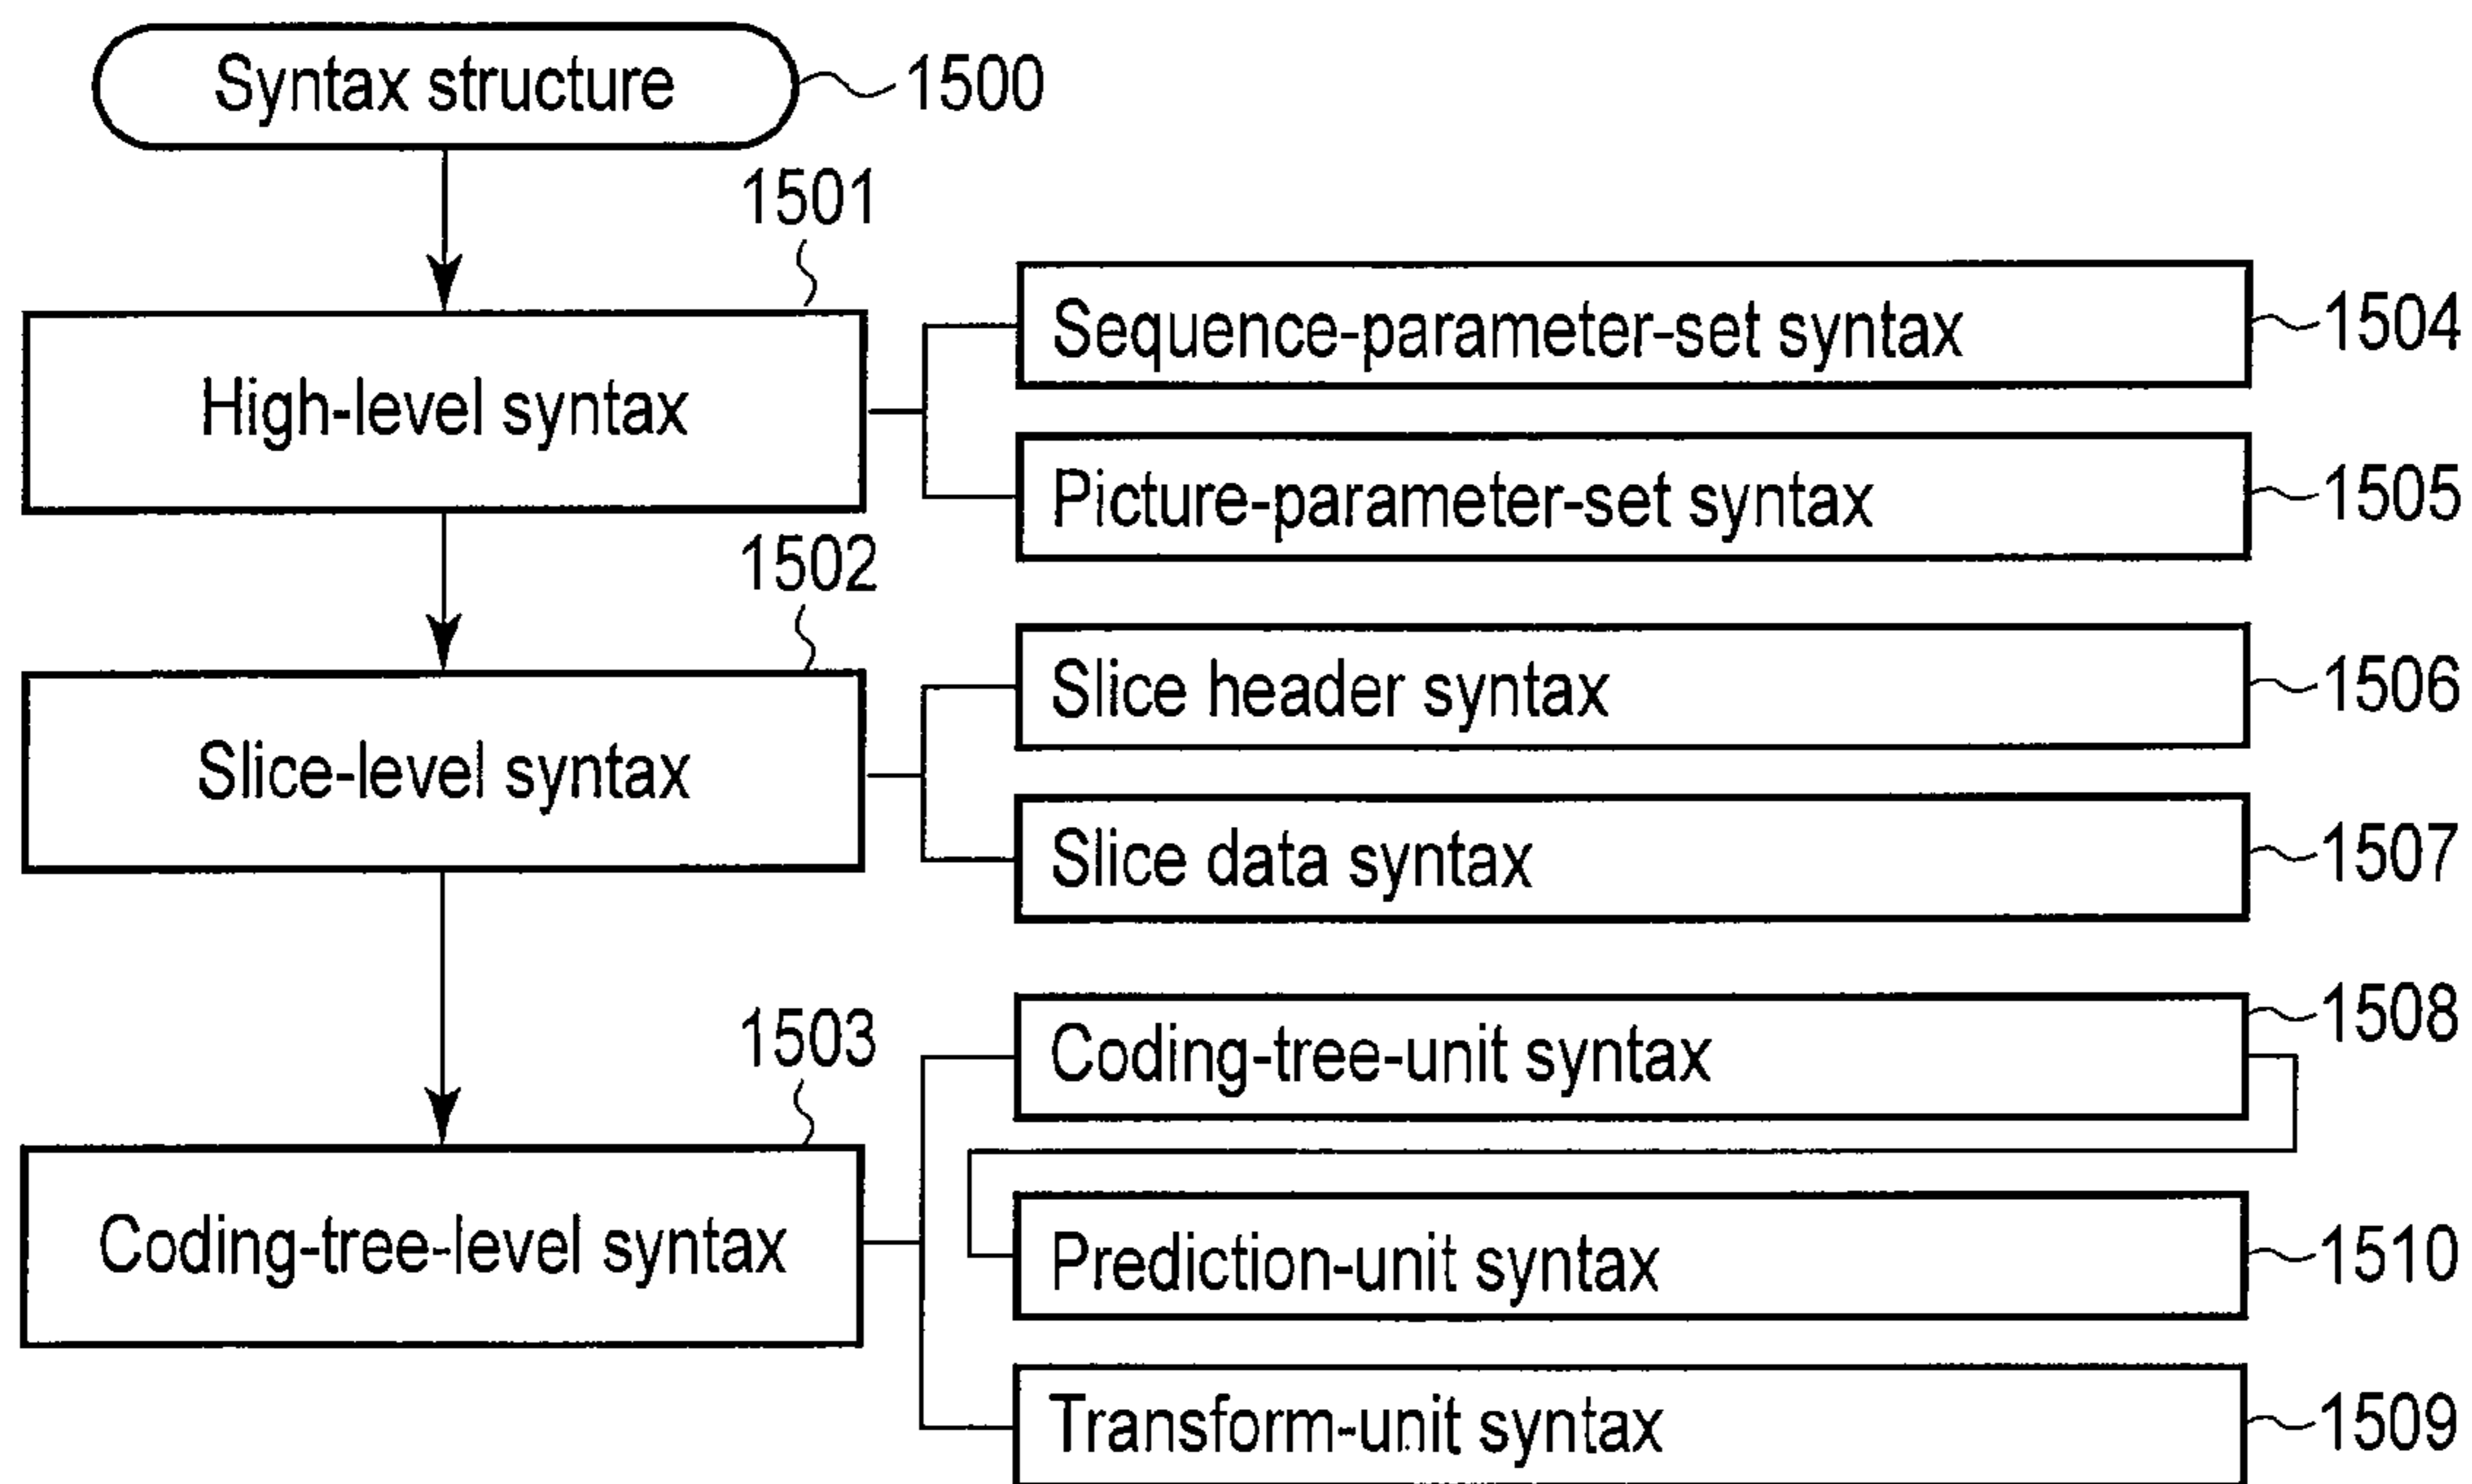 Syntax structure
1500
1501
High-level syntax
Sequence-parameter-set syntax
1504
Picture-parameter-set syntax
1505
1502
Slice-level syntax
Slice header syntax
1506
Slice data syntax
1507
1503
Coding-tree-level syntax
Coding-tree-unit syntax
1508
Prediction-unit syntax
1510
Transform-unit syntax
1509